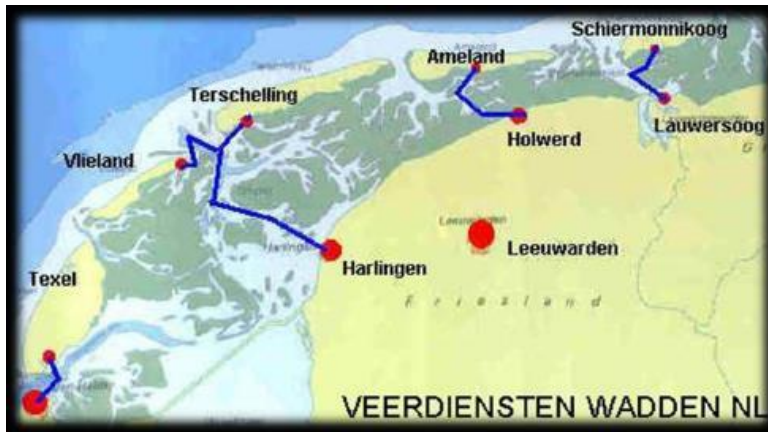 Schiermonnikoog
Ameland
Terschelling
Lauwersoog
Holwerd
Vlieland
Leeuwarden
Harlingen
Texel
Friesland
VEERDIENSTEN WADDEN NL